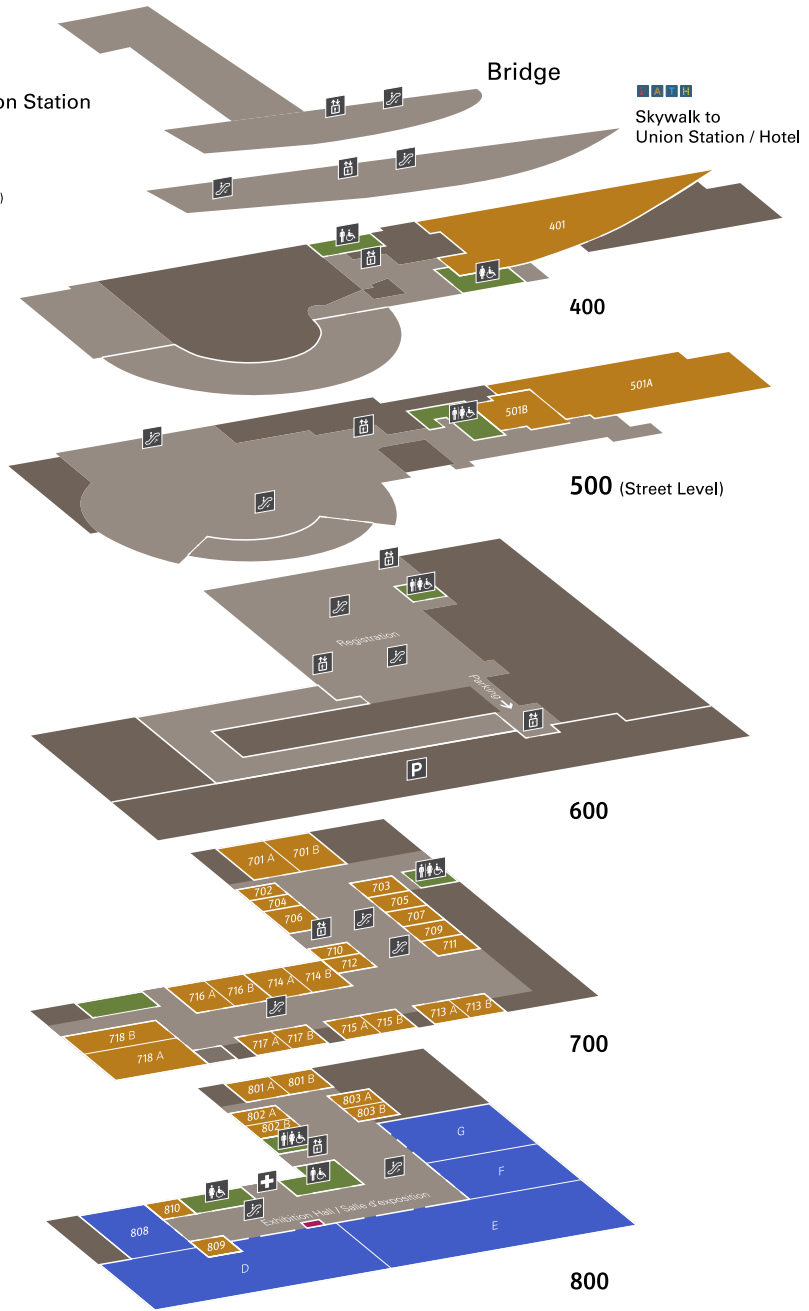 Bridge
on Station
PATH
Skywalk to
Union Station / Hotel
)
401
400
501A
501B
500 (Street Level)
Registration
Parking →
P
600
701 A
701 B
702
704
706
703
705
707
709
711
710
712
716 A
716 B
714 A
714 B
718 B
718 A
717 A
717 B
715 A
715 B
713 A
713 B
700
801 A
801 B
802 A
802 B
803 A
803 B
G
F
810
808
809
Exhibition Hall / Salle d'exposition
E
D
800